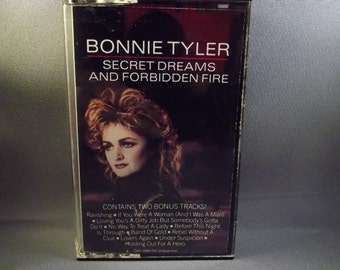 BONNIE TYLER
SECRET DREAMS
AND FORBIDDEN FIRE
CONTAINS TWO BONUS TRACKS!
Ravishing • If You Were A Woman (And I Was A Man)
• Loving You's A Dirty Job But Somebody's Gotta
Do It • No Way To Treat A Lady • Before This Night
Is Through • Band Of Gold • Rebel Without A
Clue • Lovers Again • Under Suspicion •
Holding Out For A Hero